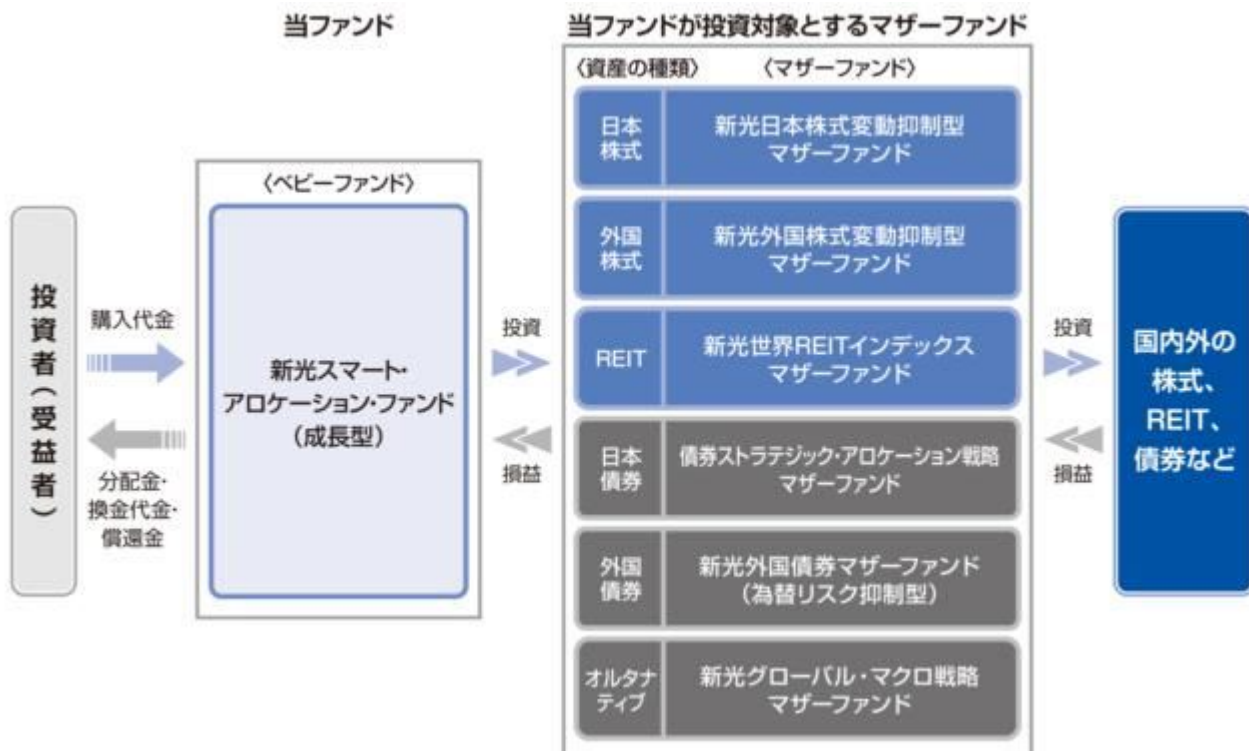 当ファンド
当ファンドが投資対象とするマザーファンド
〈資産の種類〉
〈マザーファンド〉
〈ベビーファンド〉
投資者（受益者）
購入代金
分配金・
換金代金・
償還金
新光スマート・
アロケーション・ファンド
（成長型）
投資
損益
日本
株式
新光日本株式変動抑制型
マザーファンド
外国
株式
新光外国株式変動抑制型
マザーファンド
REIT
新光世界REITインデックス
マザーファンド
日本
債券
債券ストラテジック・アロケーション戦略
マザーファンド
外国
債券
新光外国債券マザーファンド
（為替リスク抑制型）
オルタナ
ティブ
新光グローバル・マクロ戦略
マザーファンド
投資
損益
国内外の
株式、
REIT、
債券など